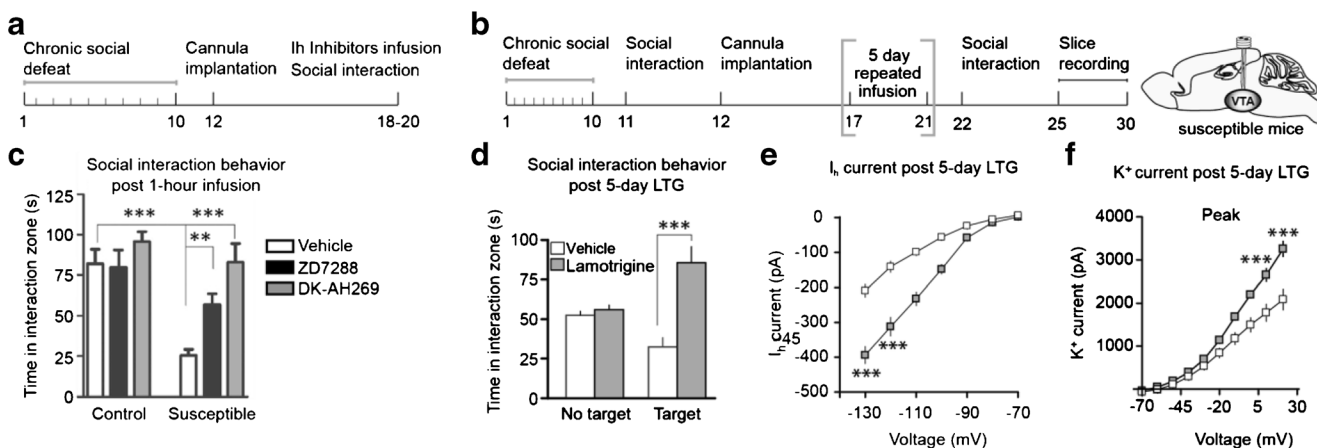 a
Chronic social
defeat
Cannula
implantation
Ih Inhibitors infusion
Social interaction
1
10
12
18-20
b
Chronic social
defeat
Social
interaction
Cannula
implantation
5 day
repeated
infusion
Social
interaction
Slice
recording
1
10
11
12
17
21
22
25
30
VTA
susceptible mice
c
Social interaction behavior
post 1-hour infusion
Time in interaction zone (s)
125
100
75
50
25
0
***
***
**
Control
Susceptible
Vehicle
ZD7288
DK-AH269
d
Social interaction behavior
post 5-day LTG
Time in interaction zone (s)
100
75
50
25
0
***
Vehicle
Lamotrigine
No target
Target
e
Ih current post 5-day LTG
Ih current (pA)
45
0
-100
-200
-300
-400
-500
***
***
-130
-110
-90
-70
Voltage (mV)
f
K+ current post 5-day LTG
Peak
K+ current (pA)
4000
3000
2000
1000
0
***
***
-70
-45
-20
5
30
Voltage (mV)